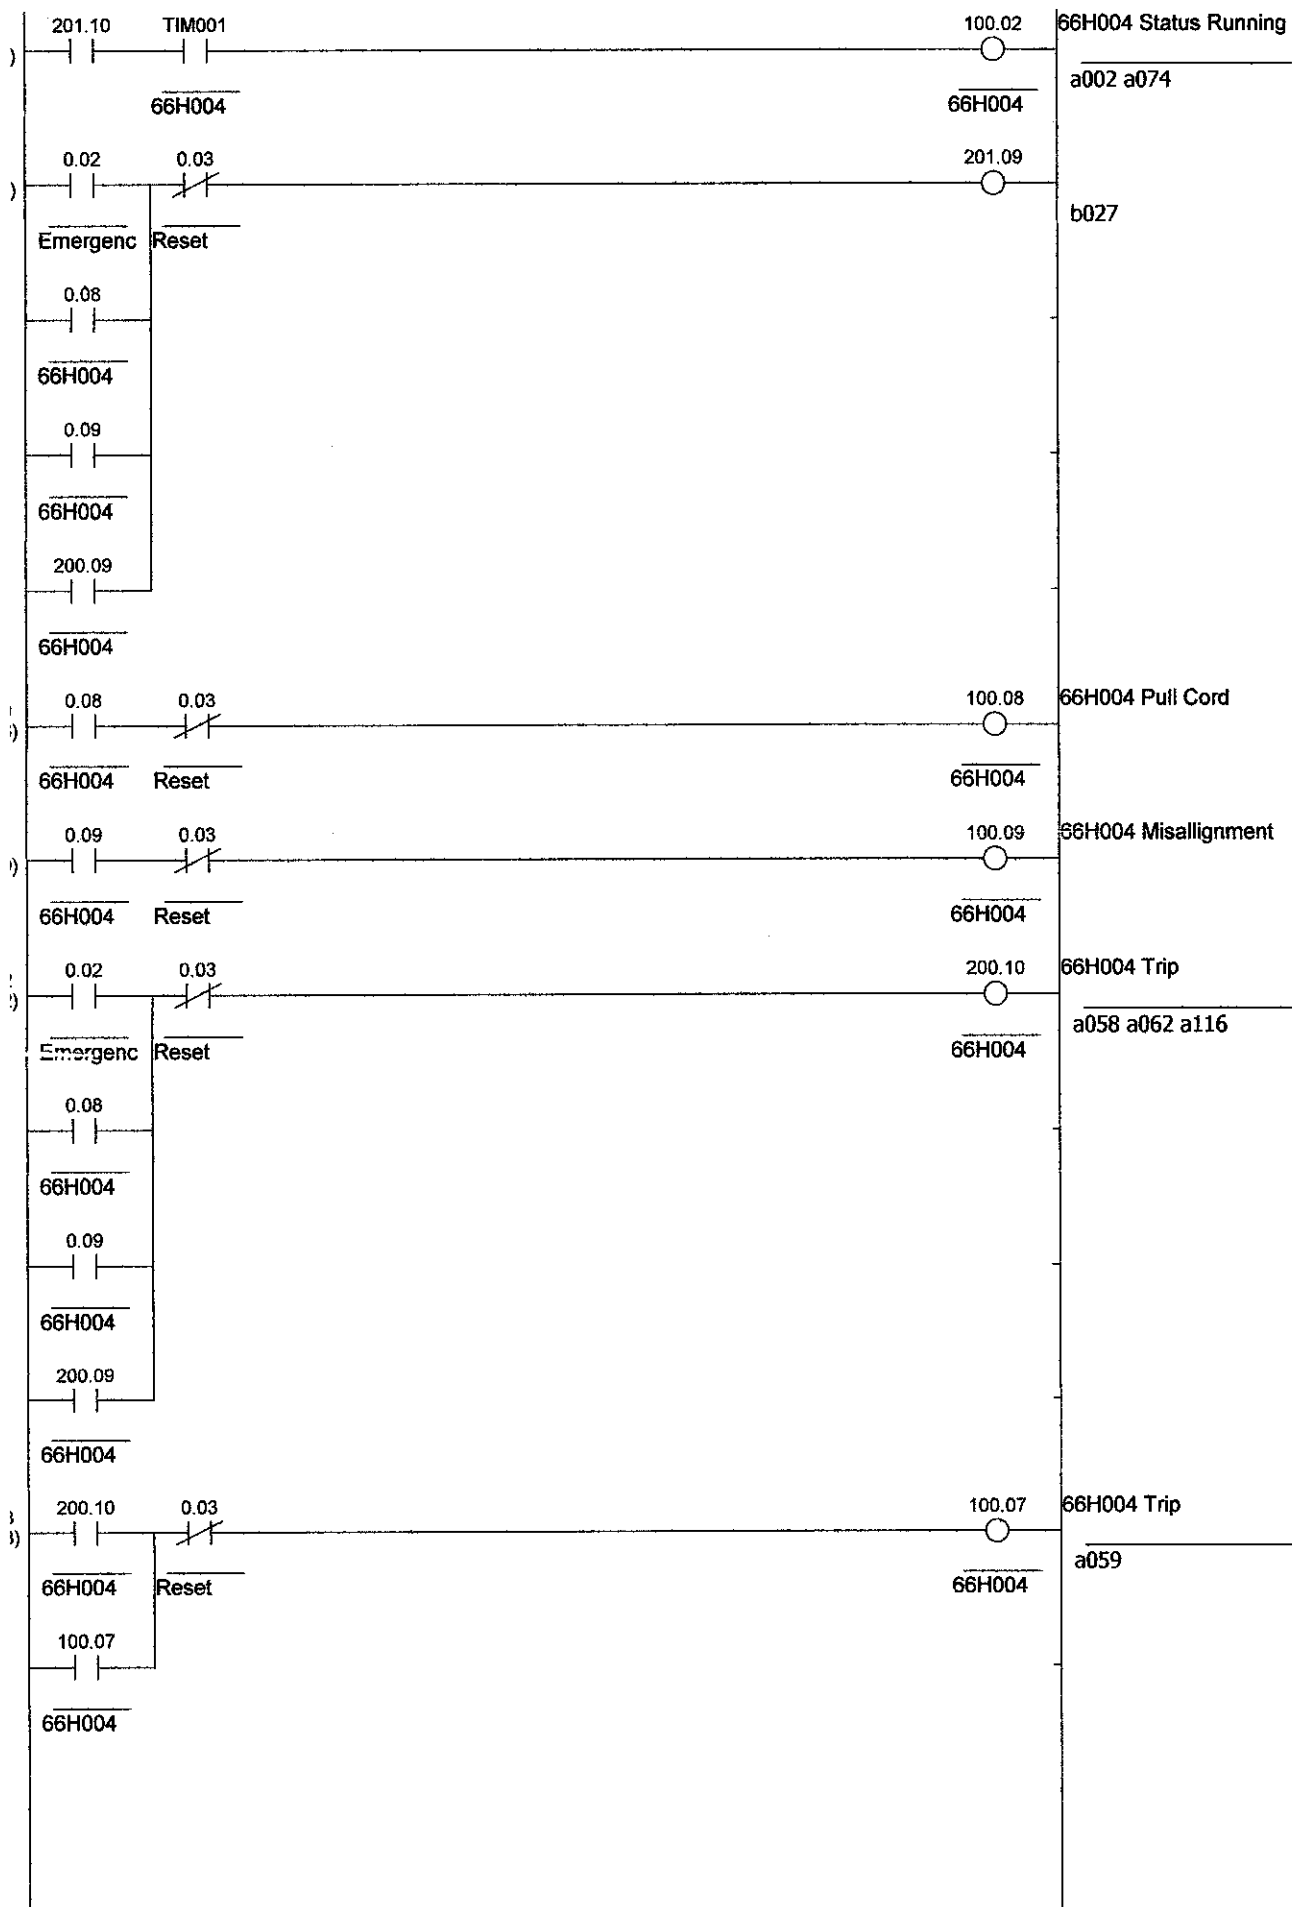 201.10 TIM001 100.02 66H004 Status Running
)
a002 a074
66H004 66H004
0.02 0.03 201.09
)
b027
Emergenc Reset
0.08
66H004
0.09
66H004
200.09
66H004
0.08 0.03 100.08 66H004 Pull Cord
)
66H004 Reset 66H004
0.09 0.03 100.09 66H004 Misallignment
)
66H004 Reset 66H004
0.02 0.03 200.10 66H004 Trip
)
a058 a062 a116
Emergenc Reset 66H004
0.08
66H004
0.09
66H004
200.09
66H004
200.10 0.03 100.07 66H004 Trip
)
a059
66H004 Reset 66H004
100.07
66H004